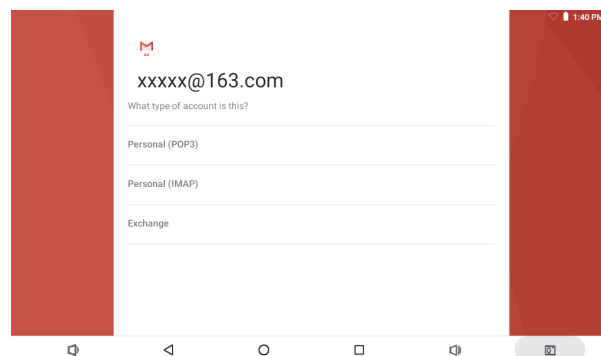 1:40 PM
xxxxx@163.com
What type of account is this?
Personal (POP3)
Personal (IMAP)
Exchange